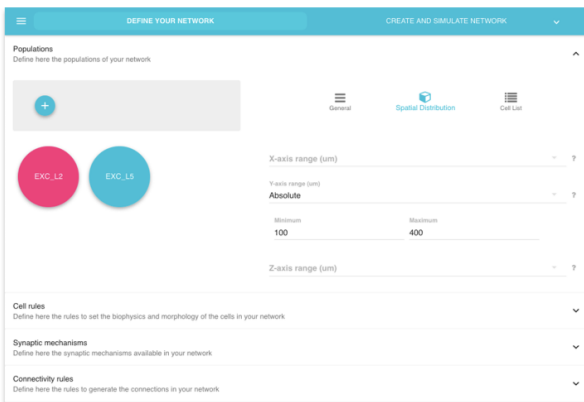 DEFINE YOUR NETWORK
CREATE AND SIMULATE NETWORK
Populations
Define here the populations of your network
+
General
Spatial Distribution
Cell List
EXC_L2
EXC_L5
X-axis range (um)
?
Y-axis range (um)
Absolute
?
Minimum
Maximum
100
400
Z-axis range (um)
?
Cell rules
Define here the rules to set the biophysics and morphology of the cells in your network
Synaptic mechanisms
Define here the synaptic mechanisms available in your network
Connectivity rules
Define here the rules to generate the connections in your network